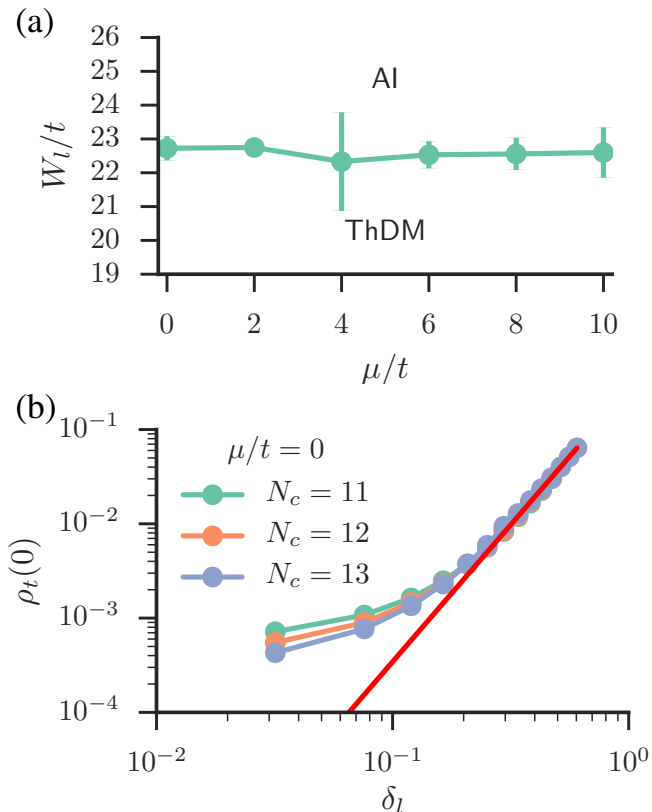 (a)
26
25
24
23
22
21
20
19
W_l/t
AI
ThDM
0 2 4 6 8 10
μ/t
(b)
10⁻¹
10⁻²
10⁻³
10⁻⁴
ρ_t(0)
μ/t = 0
N_c = 11
N_c = 12
N_c = 13
10⁻² 10⁻¹ 10⁰
δ_l